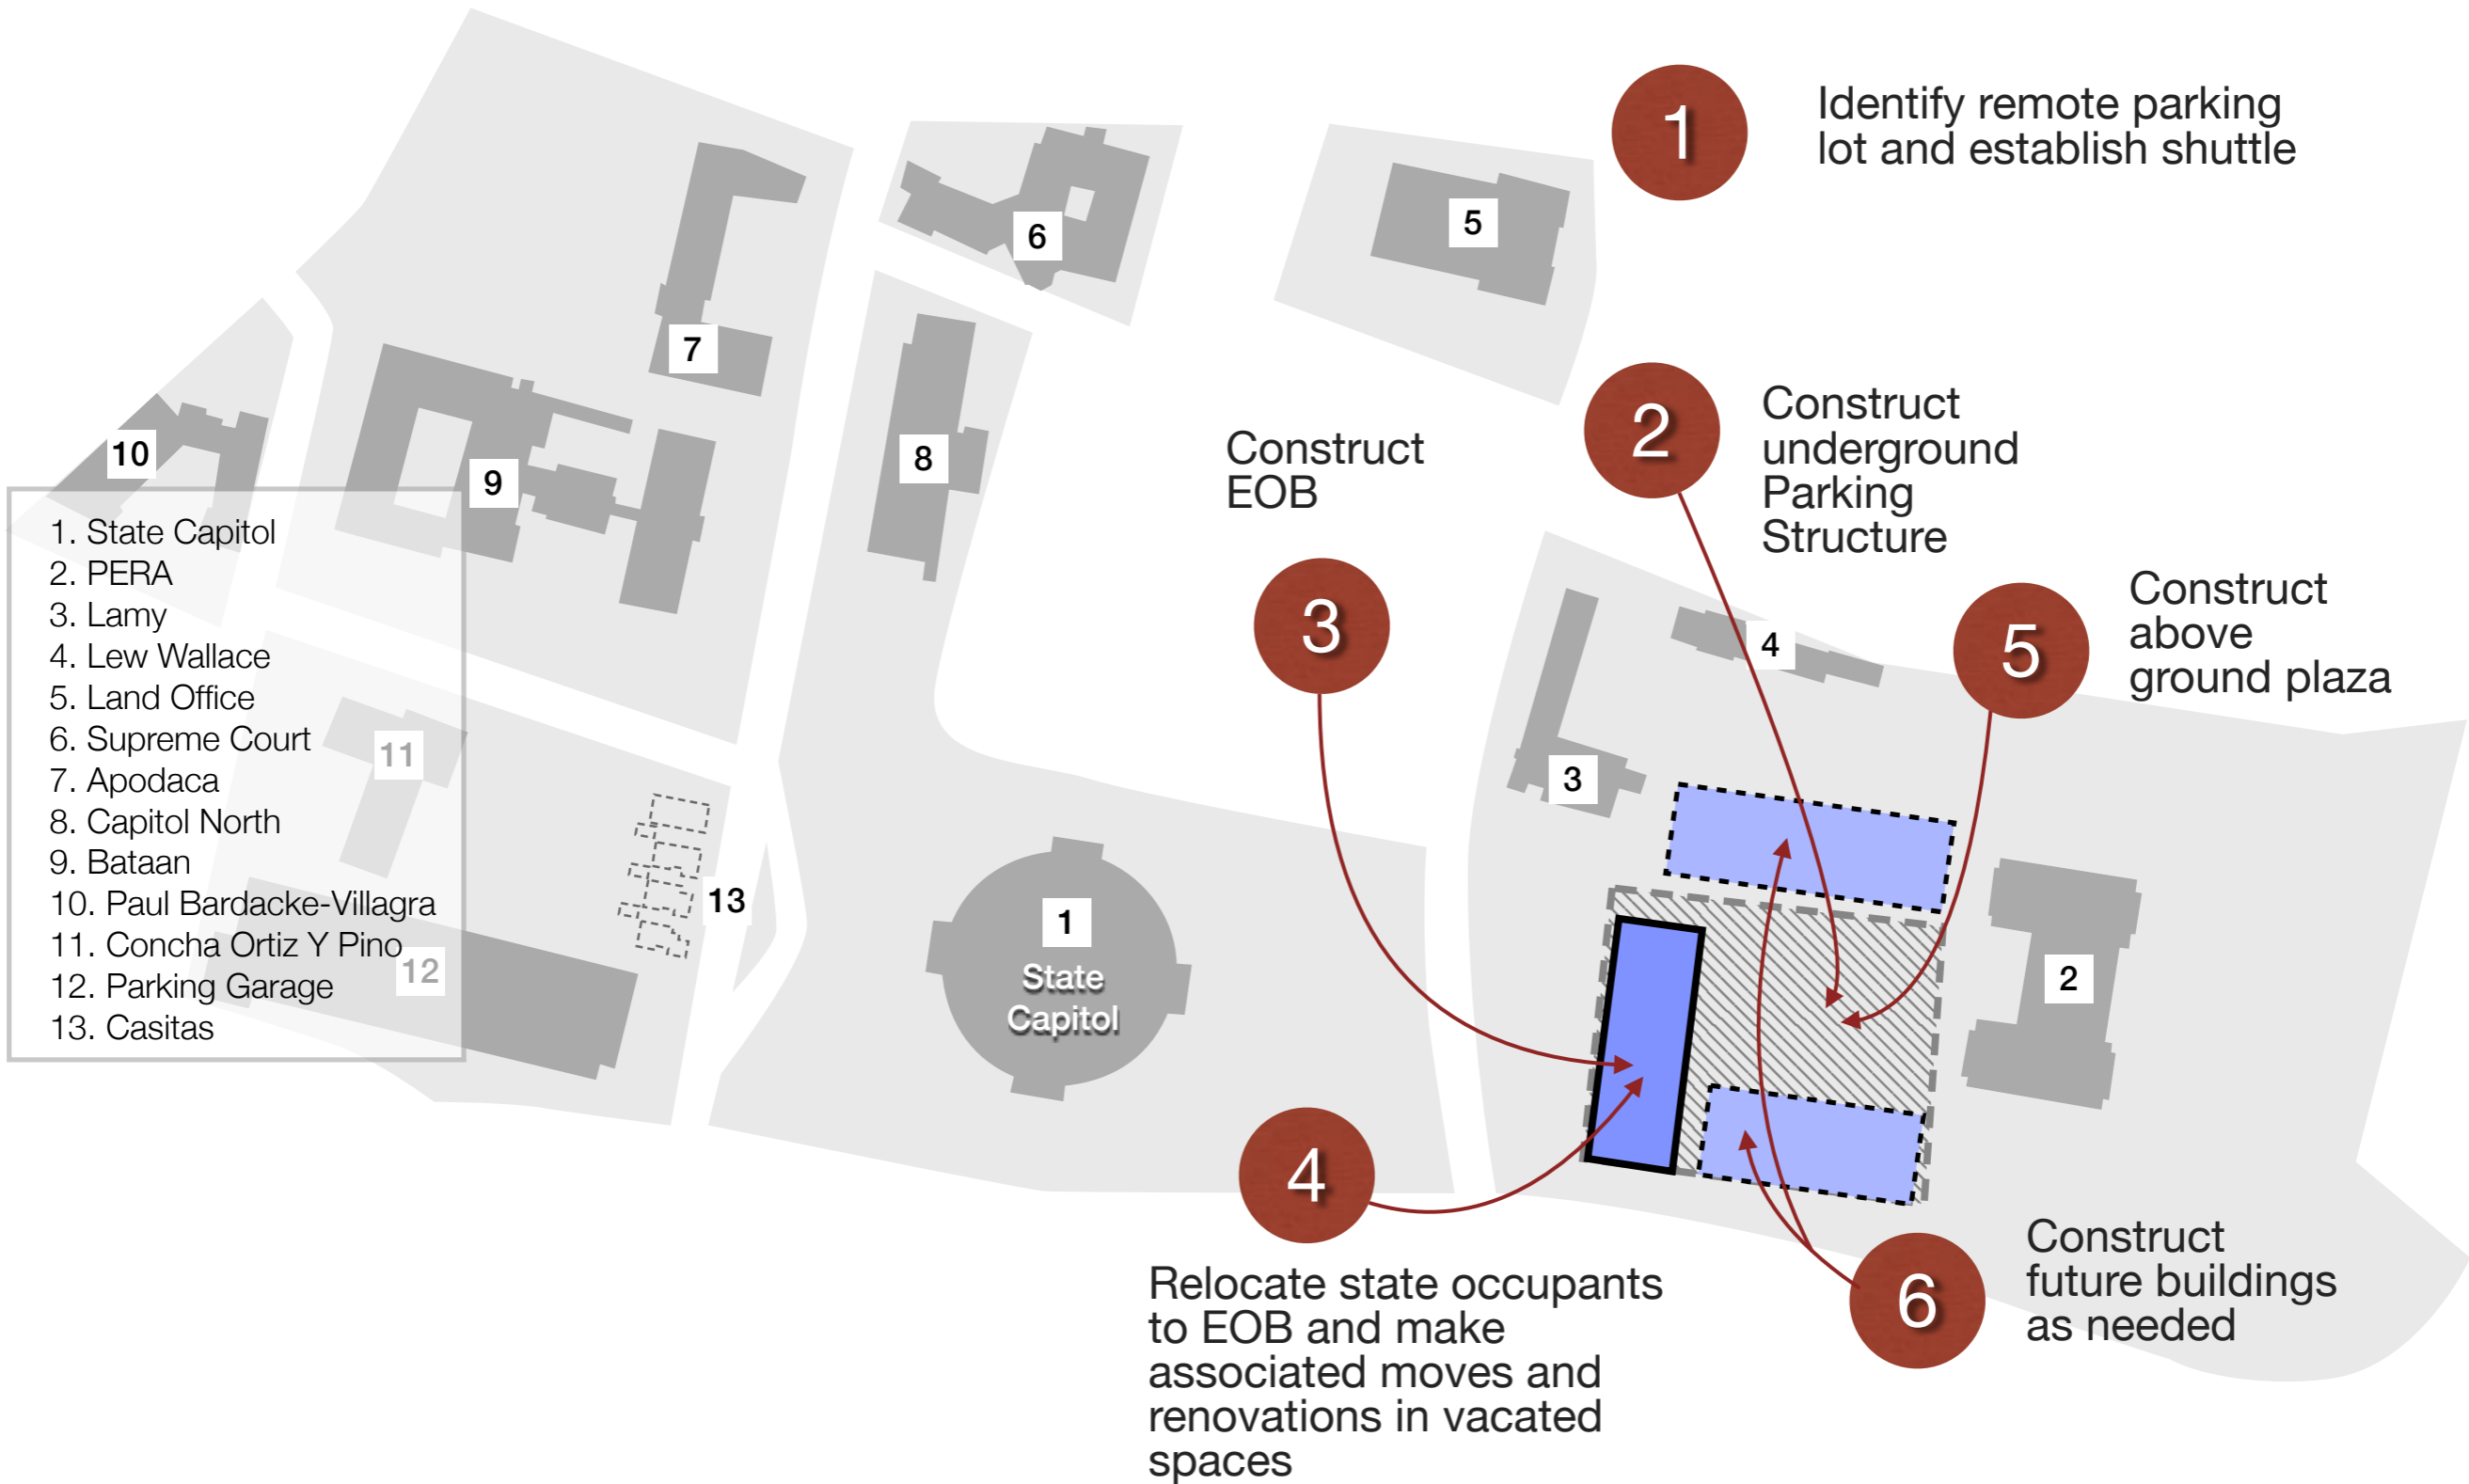 1
Identify remote parking
lot and establish shuttle
2
Construct
underground
Parking
Structure
Construct
EOB
3
5
Construct
above
ground plaza
4
Relocate state occupants
to EOB and make
associated moves and
renovations in vacated
spaces
6
Construct
future buildings
as needed
6
5
7
8
10
9
4
3
11
13
12
1
State
Capitol
2
1. State Capitol
2. PERA
3. Lamy
4. Lew Wallace
5. Land Office
6. Supreme Court
7. Apodaca
8. Capitol North
9. Bataan
10. Paul Bardacke-Villagra
11. Concha Ortiz Y Pino
12. Parking Garage
13. Casitas